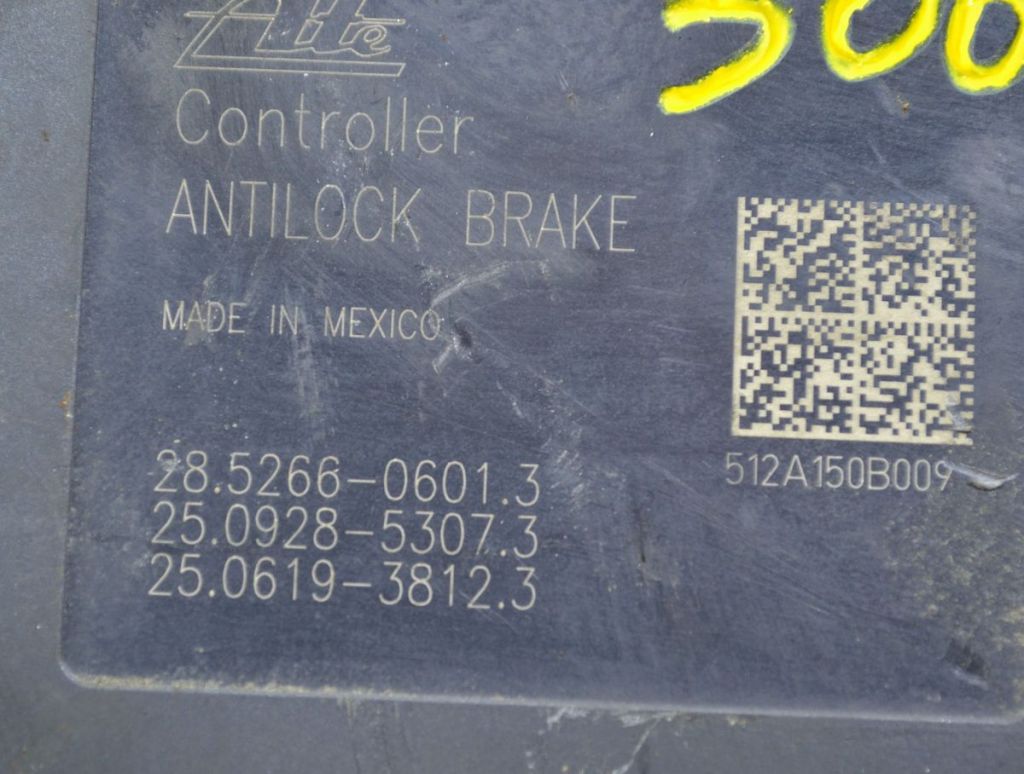 Ate
Controller
ANTILOCK BRAKE
MADE IN MEXICO
512A150B009
28.5266-0601.3
25.0928-5307.3
25.0619-3812.3